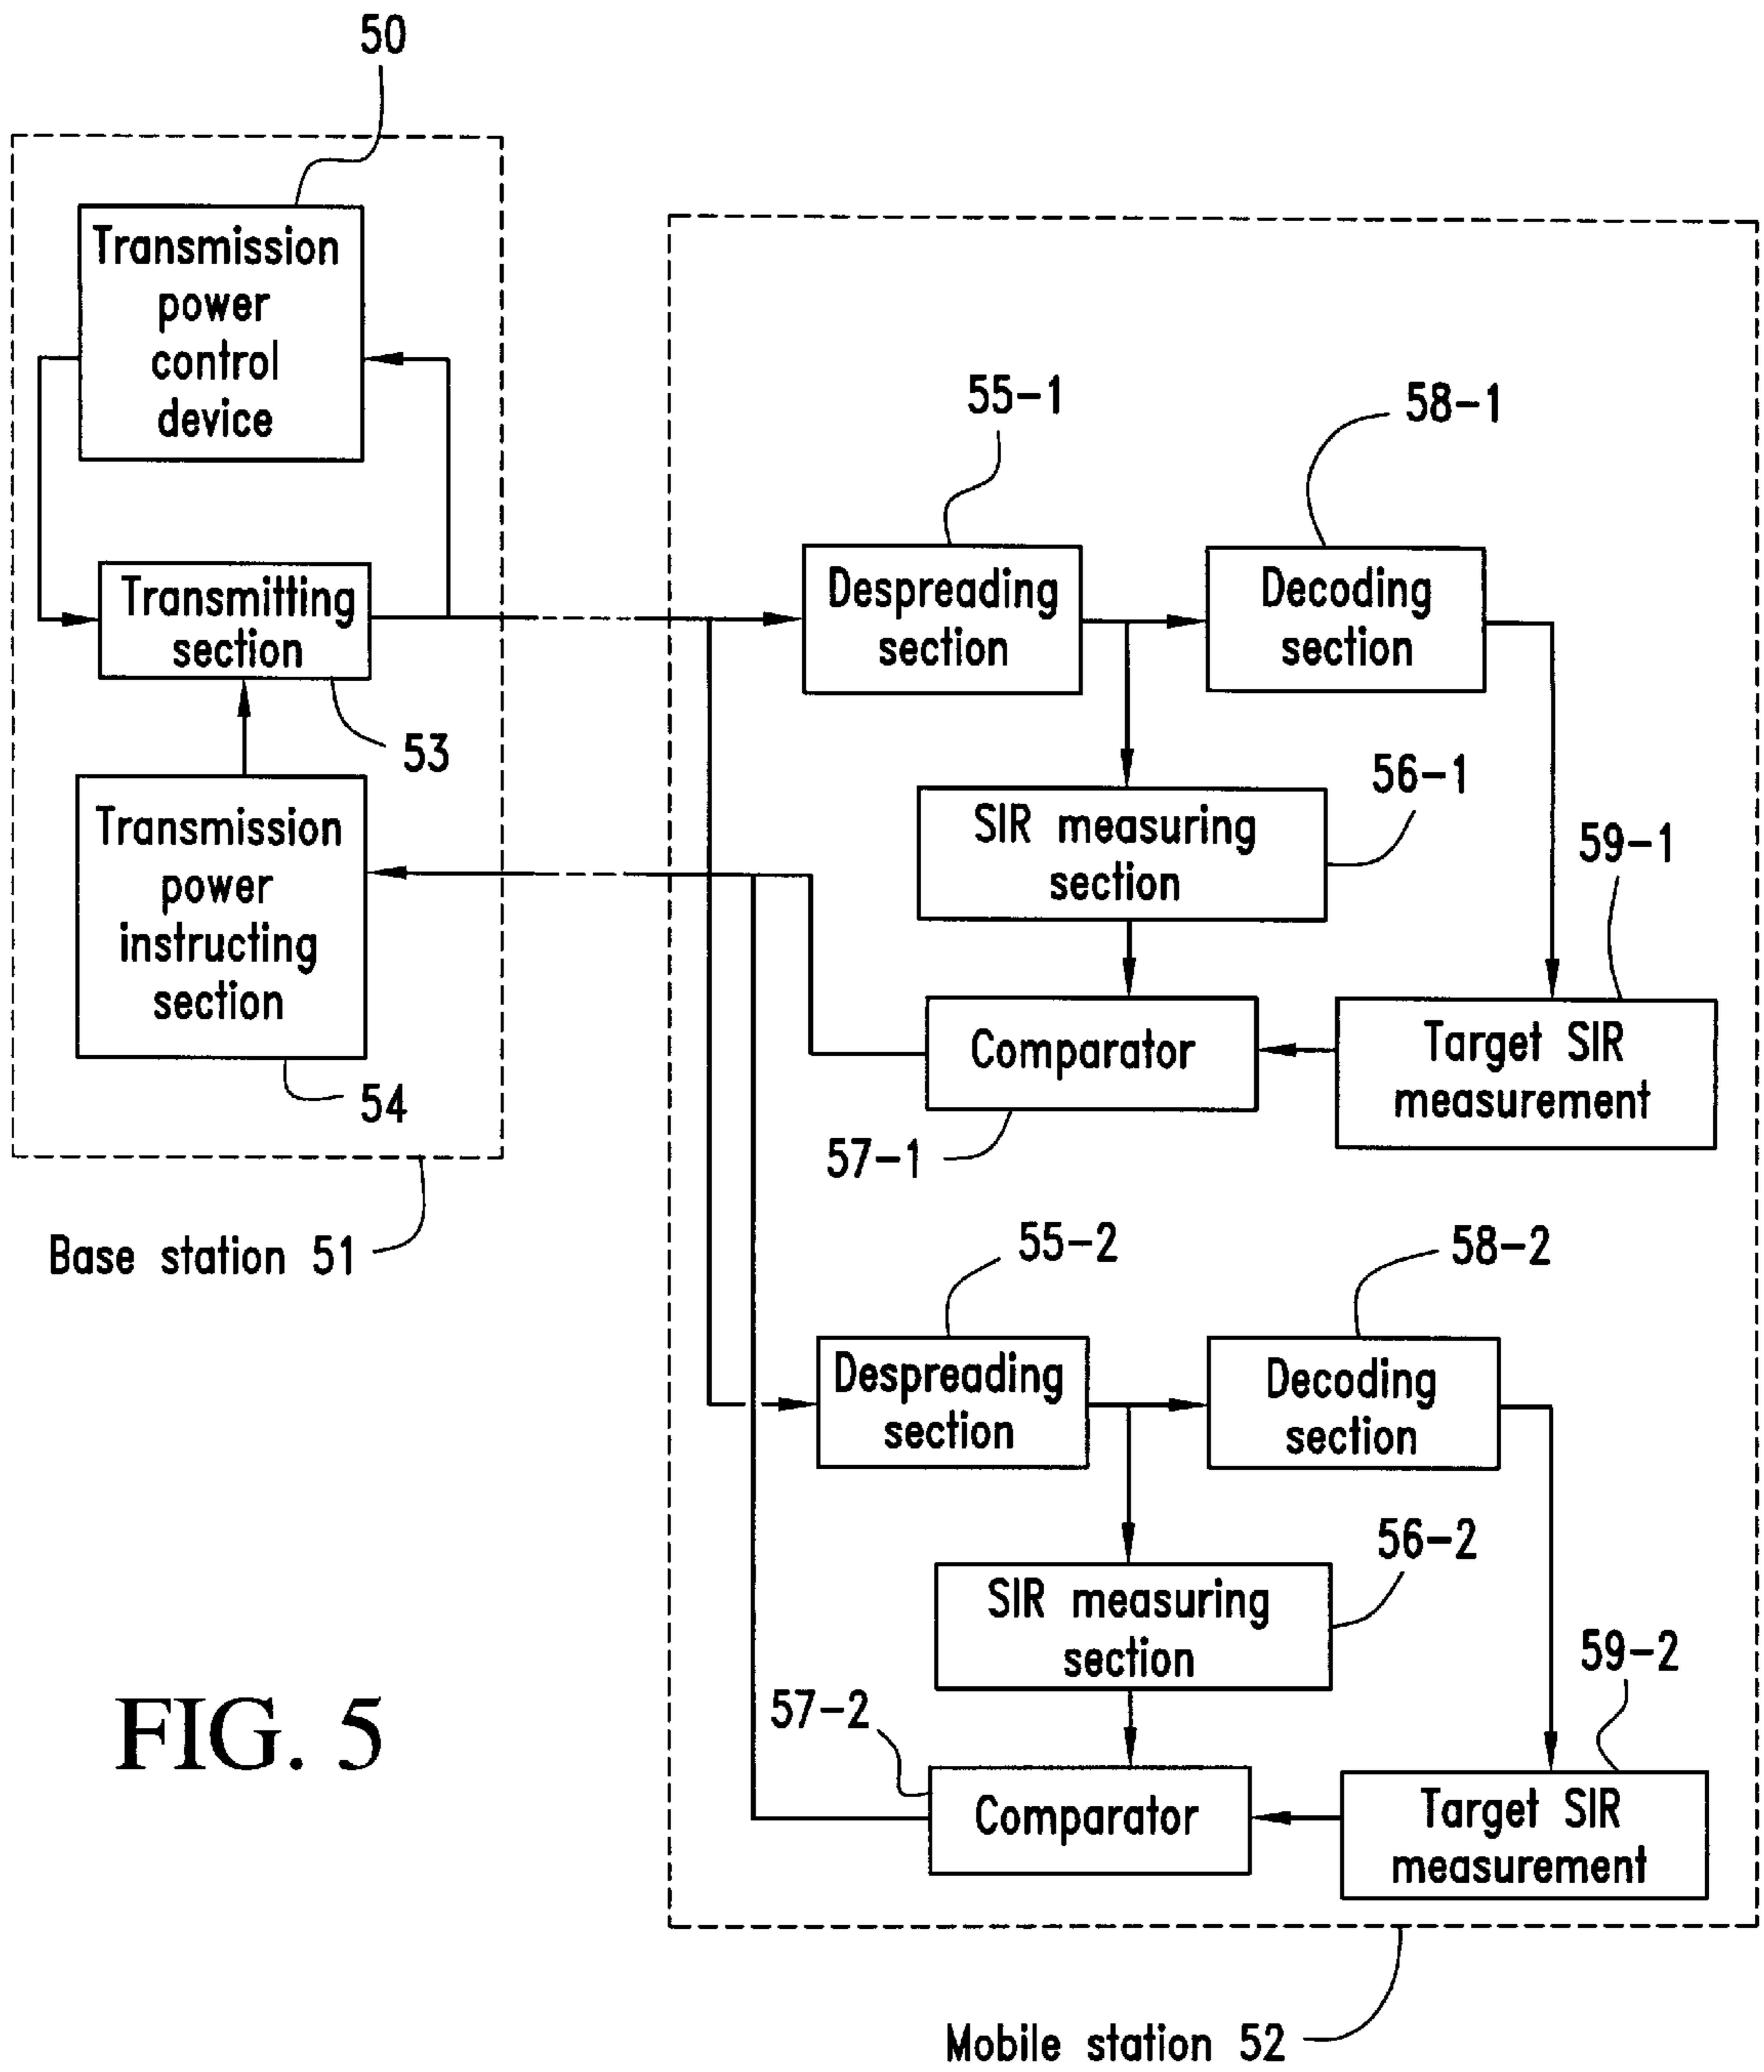 50
Transmission
power
control
device
Transmitting
section
53
Transmission
power
instructing
section
54
Base station 51
55-1
58-1
Despreading
section
Decoding
section
56-1
SIR measuring
section
59-1
Comparator
Target SIR
measurement
57-1
55-2
58-2
Despreading
section
Decoding
section
56-2
SIR measuring
section
59-2
57-2
Comparator
Target SIR
measurement
FIG. 5
Mobile station 52